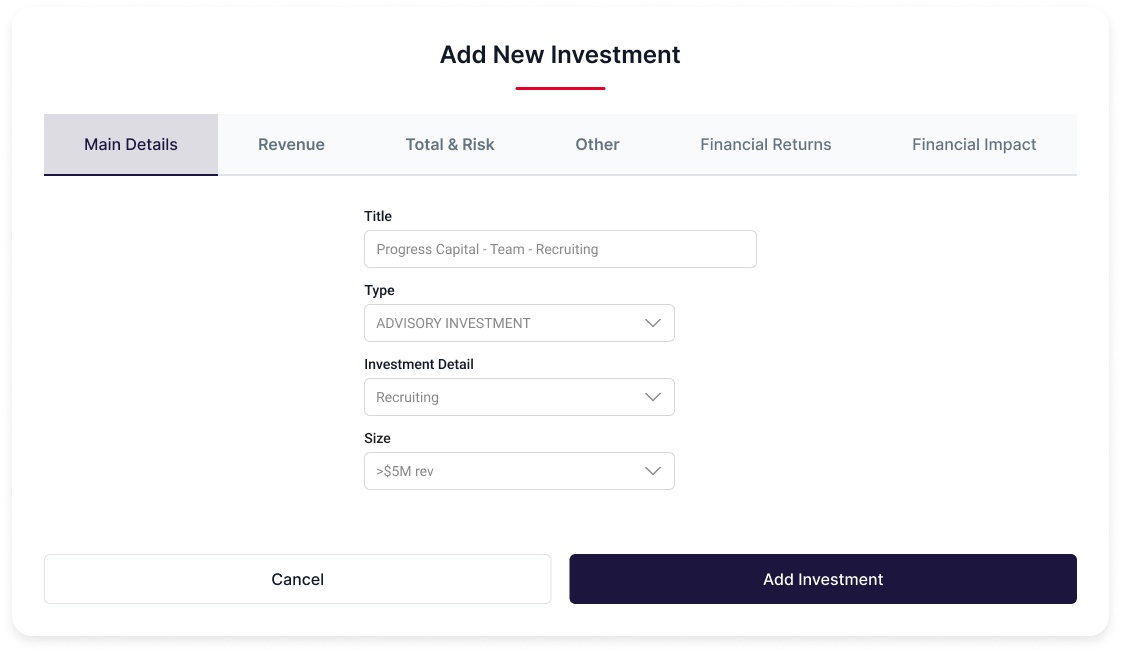 Add New Investment
Main Details Revenue Total & Risk Other Financial Returns Financial Impact
Title
Progress Capital - Team - Recruiting
Type
ADVISORY INVESTMENT
Investment Detail
Recruiting
Size
>$5M rev
Cancel Add Investment